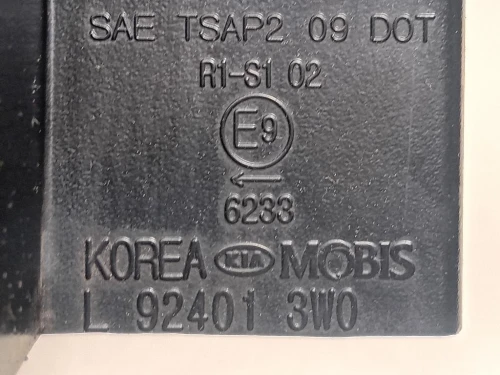 SAE TSAP2 09 DOT
R1-S1 02
E9
←
6233
KOREA KIA MOBIS
L 92401 3W0